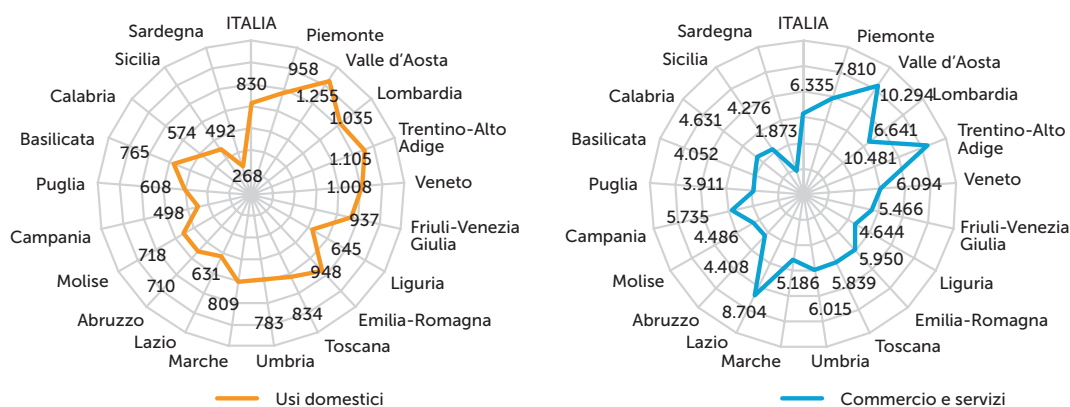 ITALIA
Piemonte
Valle d'Aosta
Lombardia
Trentino-Alto
Adige
Veneto
Friuli-Venezia
Giulia
Liguria
Emilia-Romagna
Toscana
Umbria
Marche
Lazio
Abruzzo
Molise
Campania
Puglia
Basilicata
Calabria
Sicilia
Sardegna
830
958
1.255
1.035
1.105
1.008
937
645
948
834
783
809
631
710
718
498
608
765
574
492
268
Usi domestici
ITALIA
Piemonte
Valle d'Aosta
Lombardia
Trentino-Alto
Adige
Veneto
Friuli-Venezia
Giulia
Liguria
Emilia-Romagna
Toscana
Umbria
Marche
Lazio
Abruzzo
Molise
Campania
Puglia
Basilicata
Calabria
Sicilia
Sardegna
6.335
7.810
10.294
6.641
10.481
6.094
5.466
4.644
5.950
5.839
6.015
5.186
8.704
4.408
4.486
5.735
3.911
4.052
4.631
4.276
1.873
Commercio e servizi